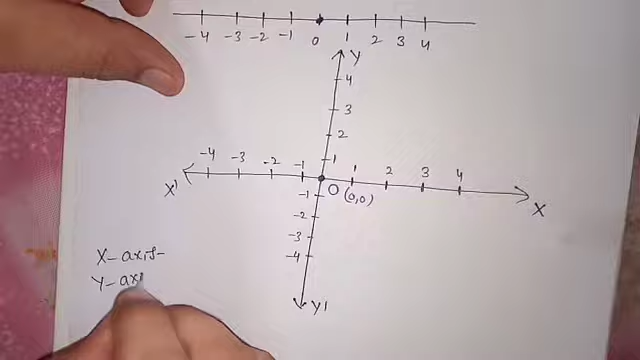 -4 -3 -2 -1 0 1 2 3 4
Y
4
3
2
1
-4 -3 -2 -1 1 2 3 4
X' O (0,0) X
-1
-2
-3
-4
Y'
X-axis-
Y-axi